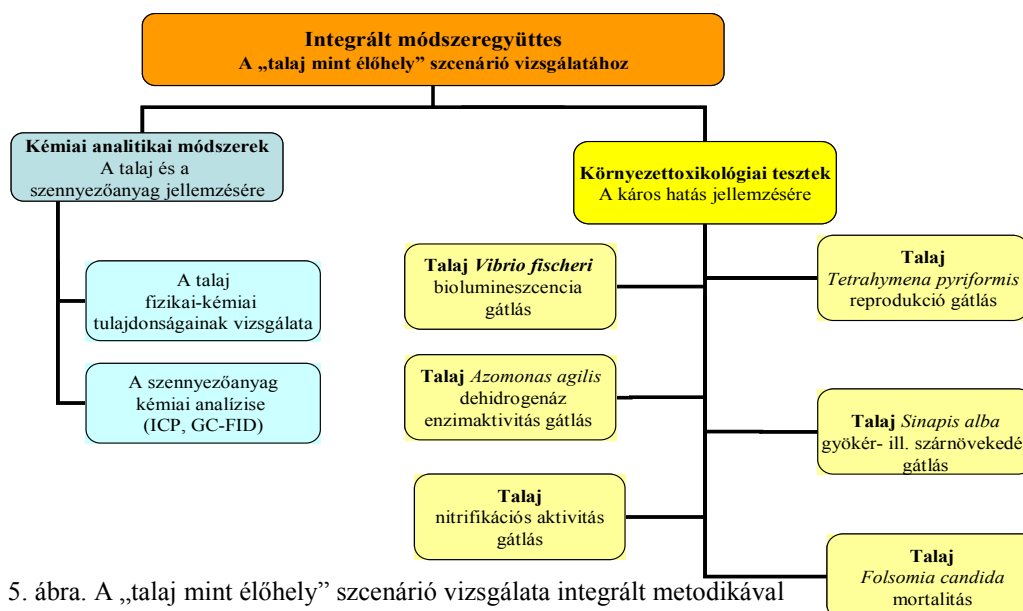 Integrált módszeregyüttes
A „talaj mint élőhely” szcenárió vizsgálatához
Kémiai analitikai módszerek
A talaj és a
szennyezőanyag jellemzésére
A talaj
fizikai-kémiai
tulajdonságainak vizsgálata
A szennyezőanyag
kémiai analízise
(ICP, GC-FID)
Környezettoxikológiai tesztek
A káros hatás jellemzésére
Talaj Vibrio fischeri
biolumineszcencia
gátlás
Talaj Azomonas agilis
dehidrogenáz
enzimaktivitás gátlás
Talaj
nitrifikációs aktivitás
gátlás
Talaj
Tetrahymena pyriformis
reprodukció gátlás
Talaj Sinapis alba
gyökér- ill. szárnövekedé
gátlás
Talaj
Folsomia candida
mortalitás
5. ábra. A „talaj mint élőhely” szcenárió vizsgálata integrált metodikával